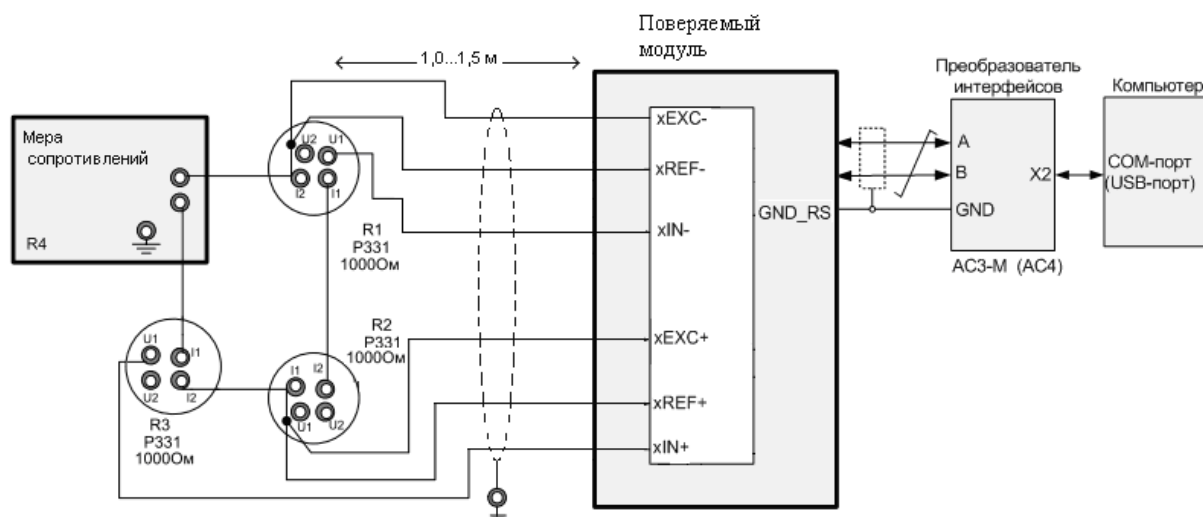 Поверяемый
модуль
1,0...1,5 м
Преобразователь
интерфейсов
Компьютер
Мера
сопротивлений
R4
U2 U1
I2 I1
R1
Р331
1000Ом
xEXC-
xREF-
xIN-
xEXC+
xREF+
xIN+
GND_RS
A
B
X2
GND
AC3-M (AC4)
COM-порт
(USB-порт)
R2
Р331
1000Ом
U1
I1
U2
I2
R3
Р331
1000Ом
I1 I2
U1 U2